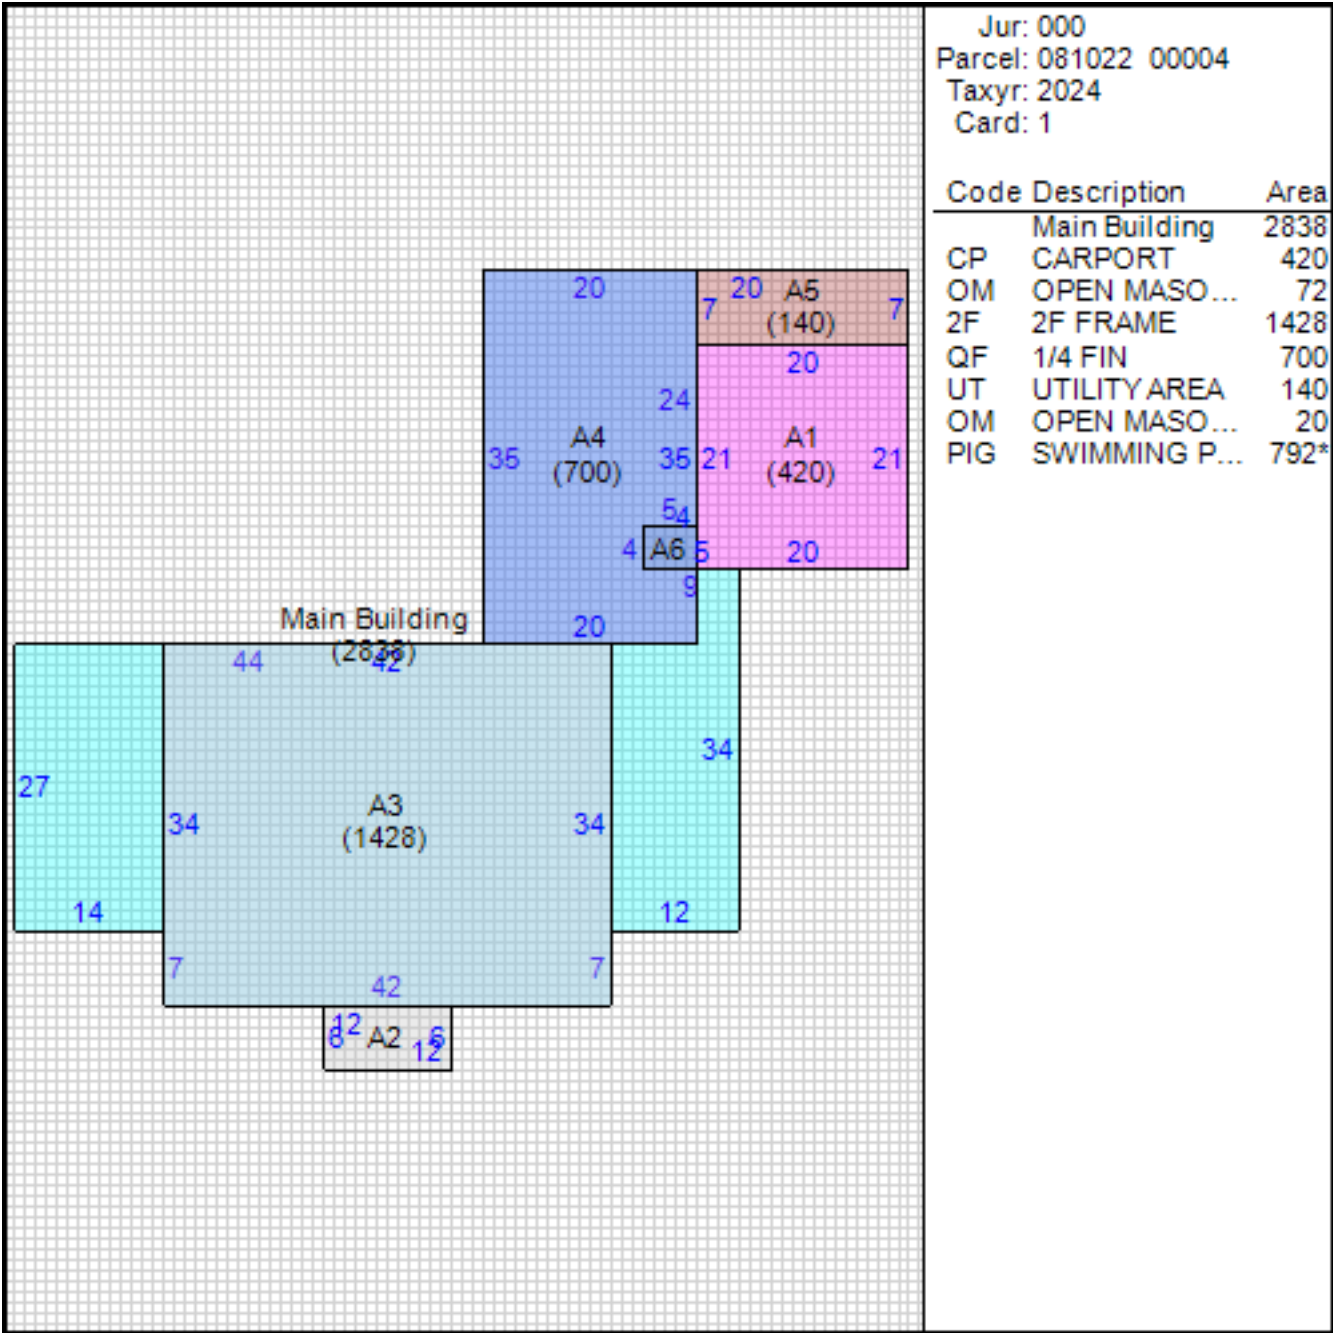 Jur: 000
Parcel: 081022 00004
Taxyr: 2024
Card: 1
Code Description Area
Main Building 2838
CP CARPORT 420
OM OPEN MASO... 72
2F 2F FRAME 1428
QF 1/4 FIN 700
UT UTILITY AREA 140
OM OPEN MASO... 20
PIG SWIMMING P... 792*
20
20 A5
7 (140) 7
20
24
A4 A1
35 (700) 35 21 (420) 21
5
4
4 A6 5 20
9
20
Main Building
(2838)
44 42
34
27
A3
34 (1428) 34
14 12
7 7
42
12
6 A2 6
12